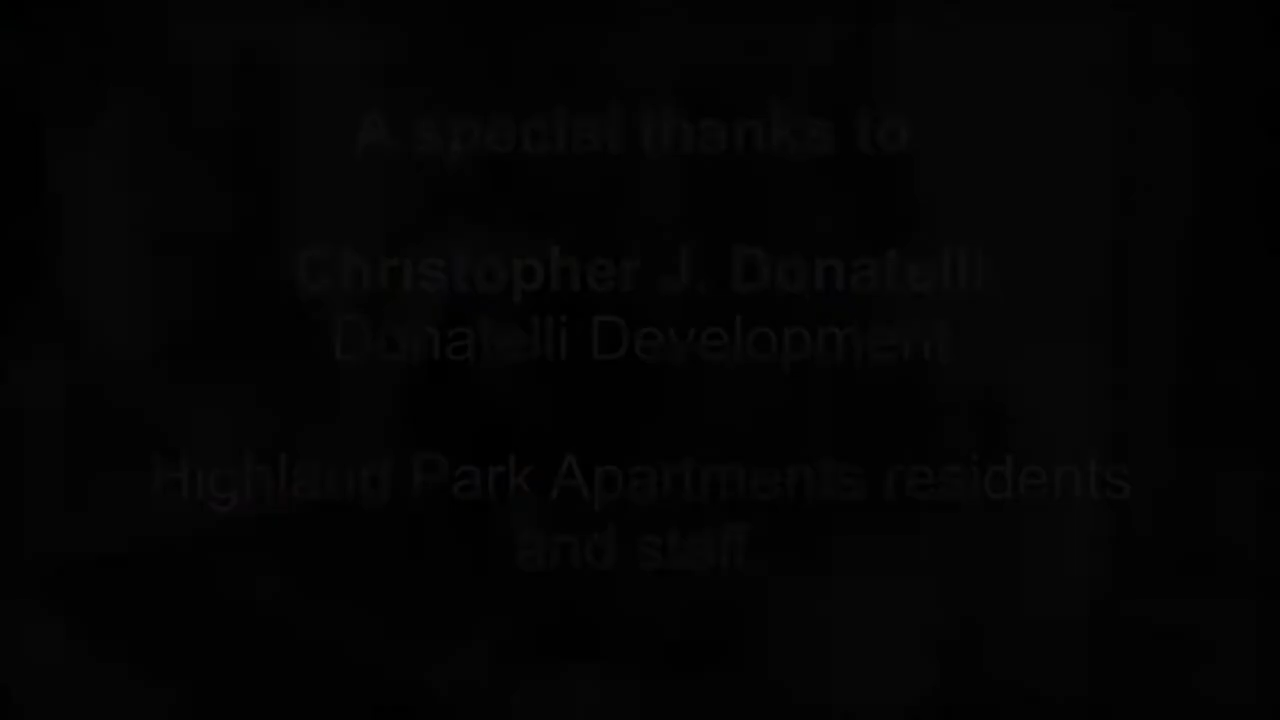 A special thanks to
Christopher J. Donatelli
Donatelli Development
Highland Park Apartments residents
and staff